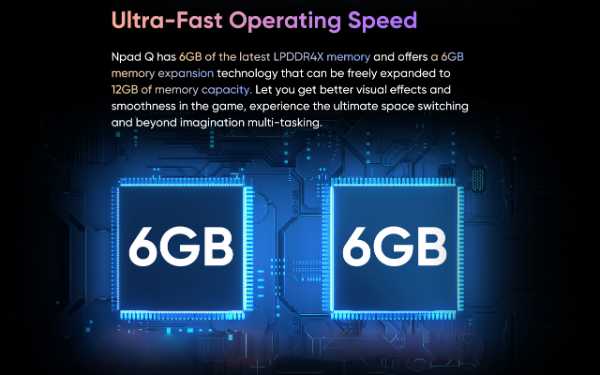 Ultra-Fast Operating Speed
Npad Q has 6GB of the latest LPDDR4X memory and offers a 6GB
memory expansion technology that can be freely expanded to
12GB of memory capacity. Let you get better visual effects and
smoothness in the game, experience the ultimate space switching
and beyond imagination multi-tasking.
6GB
6GB